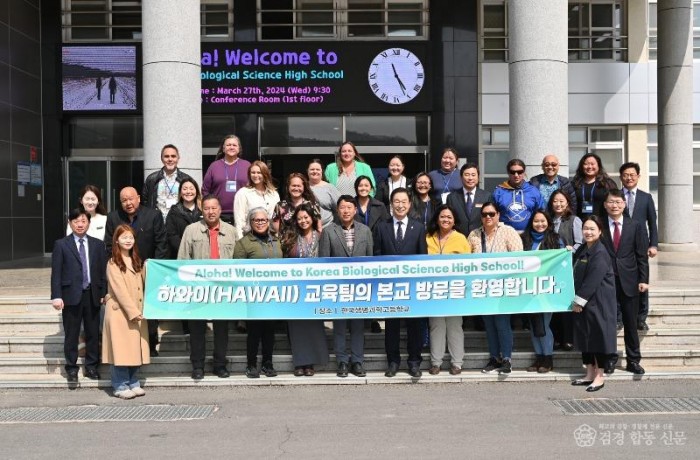 Aloha! Welcome to
Biological Science High School
: March 27th, 2024 (Wed) 9:30
: Conference Room (1st floor)
Aloha! Welcome to Korea Biological Science High School!
하와이(HAWAII) 교육팀의 본교 방문을 환영합니다.
한국생명과학고등학교
검경 합동 신문